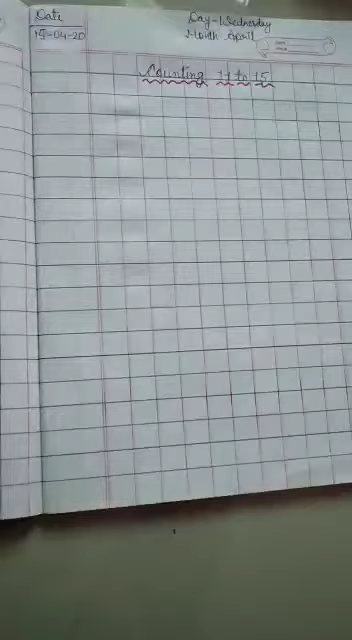 Date
Day - Wednesday
15-04-20
Month April
Counting 11 to 15